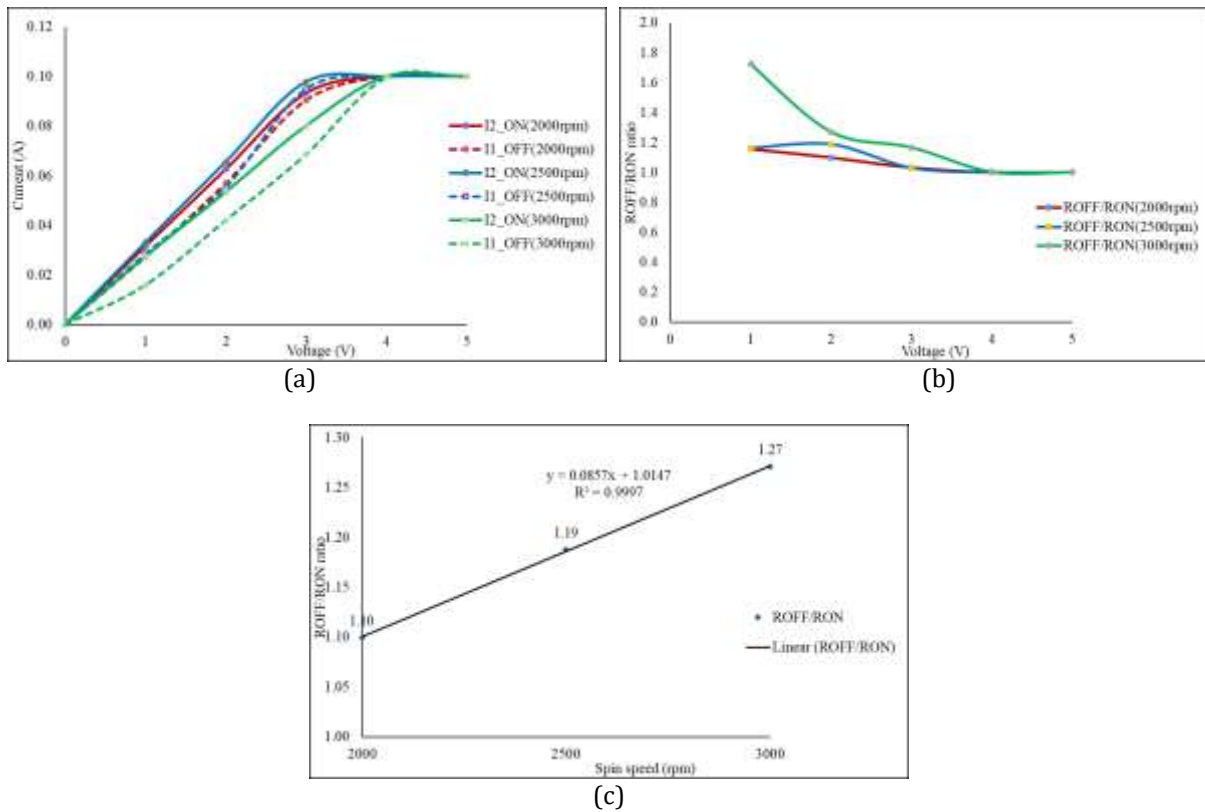 0.12
0.10
0.08
0.06
0.04
0.02
0.00
Current (A)
0 1 2 3 4 5
Voltage (V)
I2_ON(2000rpm)
I1_OFF(2000rpm)
I2_ON(2500rpm)
I1_OFF(2500rpm)
I2_ON(3000rpm)
I1_OFF(3000rpm)
(a)
2.0
1.8
1.6
1.4
1.2
1.0
0.8
0.6
0.4
0.2
0.0
ROFF/RON ratio
0 1 2 3 4 5
Voltage (V)
ROFF/RON(2000rpm)
ROFF/RON(2500rpm)
ROFF/RON(3000rpm)
(b)
1.30
1.25
1.20
1.15
1.10
1.05
1.00
ROFF/RON ratio
y = 0.0857x + 1.0147
R² = 0.9997
1.10
1.19
1.27
ROFF/RON
Linear (ROFF/RON)
2000 2500 3000
Spin speed (rpm)
(c)